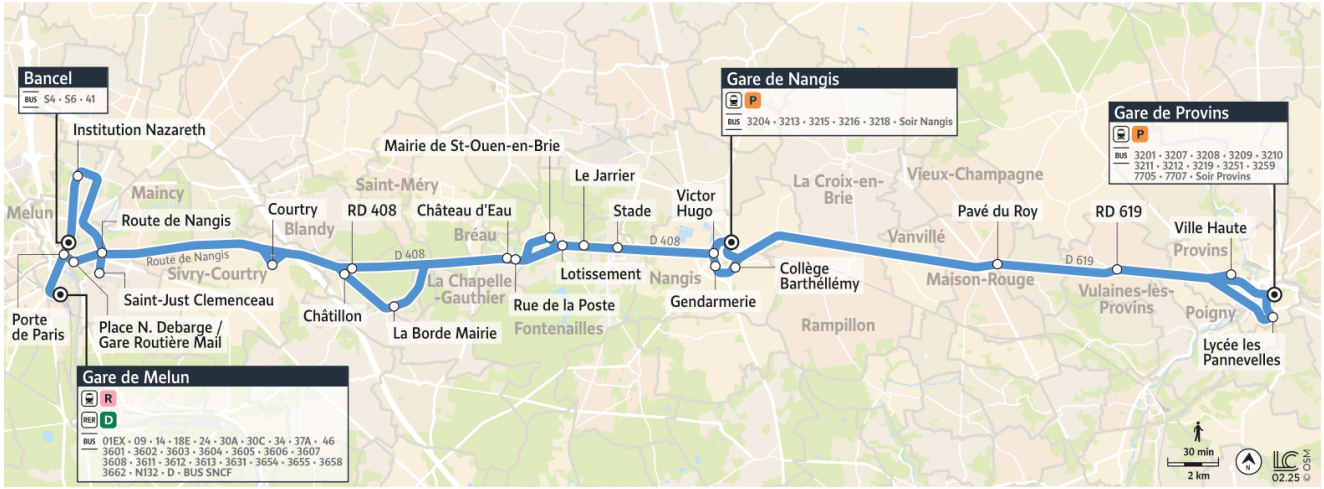 Bancel
BUS S4 • S6 • 41
Institution Nazareth
Maincy
Melun
Route de Nangis
Route de Nangis
Sivry-Courtry
Saint-Just Clemenceau
Porte
de Paris
Place N. Debarge /
Gare Routière Mail
Gare de Melun
R
RER D
BUS 01EX • 09 • 14 • 18E • 24 • 30A • 30C • 34 • 37A • 46
3601 • 3602 • 3603 • 3604 • 3605 • 3606 • 3607
3608 • 3611 • 3612 • 3613 • 3631 • 3654 • 3655 • 3658
3662 • N132 • D • BUS SNCF
Courtry
Blandy
RD 408
Châtillon
Saint-Méry
D 408
La Borde Mairie
Château d'Eau
Bréau
La Chapelle
-Gauthier
Mairie de St-Ouen-en-Brie
Rue de la Poste
Fontenailles
Le Jarrier
Lotissement
Stade
D 408
Victor
Hugo
Nangis
Gendarmerie
Gare de Nangis
P
BUS 3204 • 3213 • 3215 • 3216 • 3218 • Soir Nangis
Collège
Barthéllémy
La Croix-en-
Brie
Rampillon
Vieux-Champagne
Vanvillé
Pavé du Roy
Maison-Rouge
D 619
RD 619
Vulaines-lès-
Provins
Ville Haute
Provins
Poigny
Gare de Provins
P
BUS 3201 • 3207 • 3208 • 3209 • 3210
3211 • 3212 • 3219 • 3251 • 3259
7705 • 7707 • Soir Provins
Lycée les
Pannevelles
30 min
2 km
N
LC
02.25
© OSM